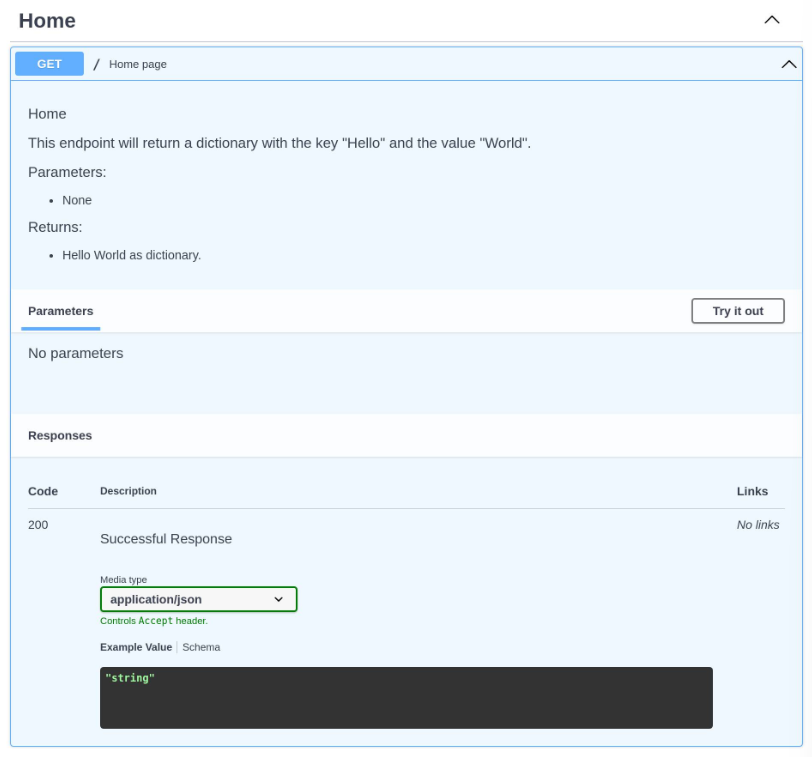 Home
GET / Home page
Home
This endpoint will return a dictionary with the key "Hello" and the value "World".
Parameters:
• None
Returns:
• Hello World as dictionary.
Parameters Try it out
No parameters
Responses
Code Description Links
200 No links
Successful Response
Media type
application/json
Controls Accept header.
Example Value Schema
"string"